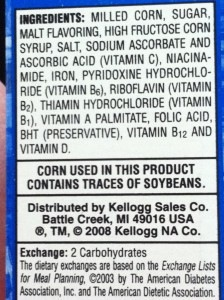 INGREDIENTS: MILLED CORN, SUGAR,
MALT FLAVORING, HIGH FRUCTOSE CORN
SYRUP, SALT, SODIUM ASCORBATE AND
ASCORBIC ACID (VITAMIN C), NIACINA-
MIDE, IRON, PYRIDOXINE HYDROCHLO-
RIDE (VITAMIN B6), RIBOFLAVIN (VITAMIN
B2), THIAMIN HYDROCHLORIDE (VITAMIN
B1), VITAMIN A PALMITATE, FOLIC ACID,
BHT (PRESERVATIVE), VITAMIN B12 AND
VITAMIN D.
CORN USED IN THIS PRODUCT
CONTAINS TRACES OF SOYBEANS.
Distributed by Kellogg Sales Co.
Battle Creek, MI 49016 USA
®, TM, © 2008 Kellogg NA Co.
Exchange: 2 Carbohydrates
The dietary exchanges are based on the Exchange Lists
for Meal Planning, ©2003 by The American Diabetes
Association, Inc. and The American Dietetic Association.